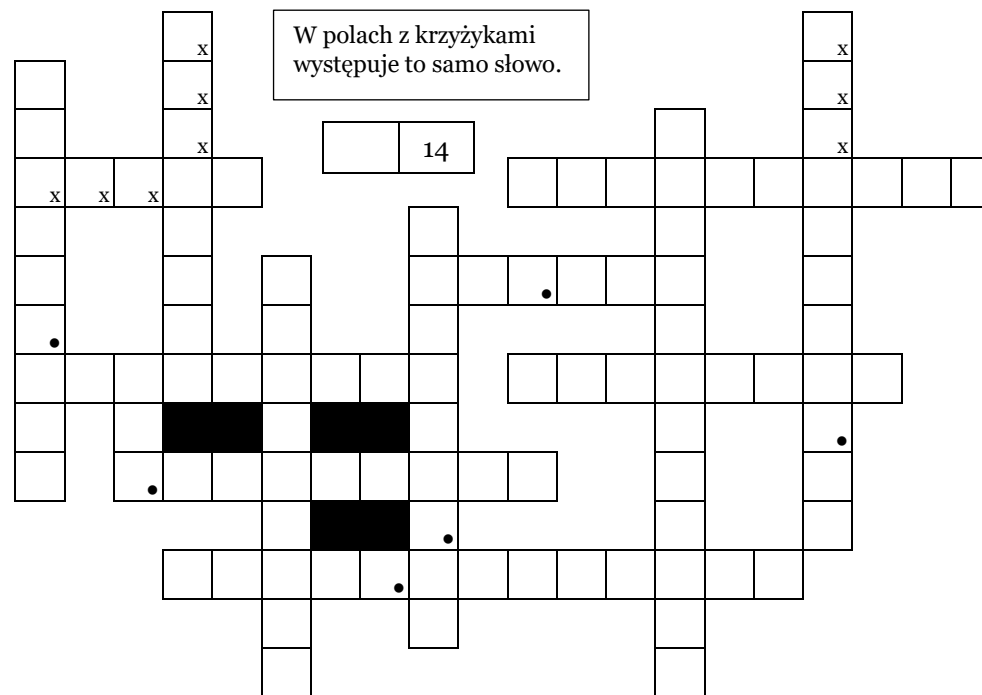 W polach z krzyżykami
występuje to samo słowo.
14
x
x
x
x
x
x
x x x